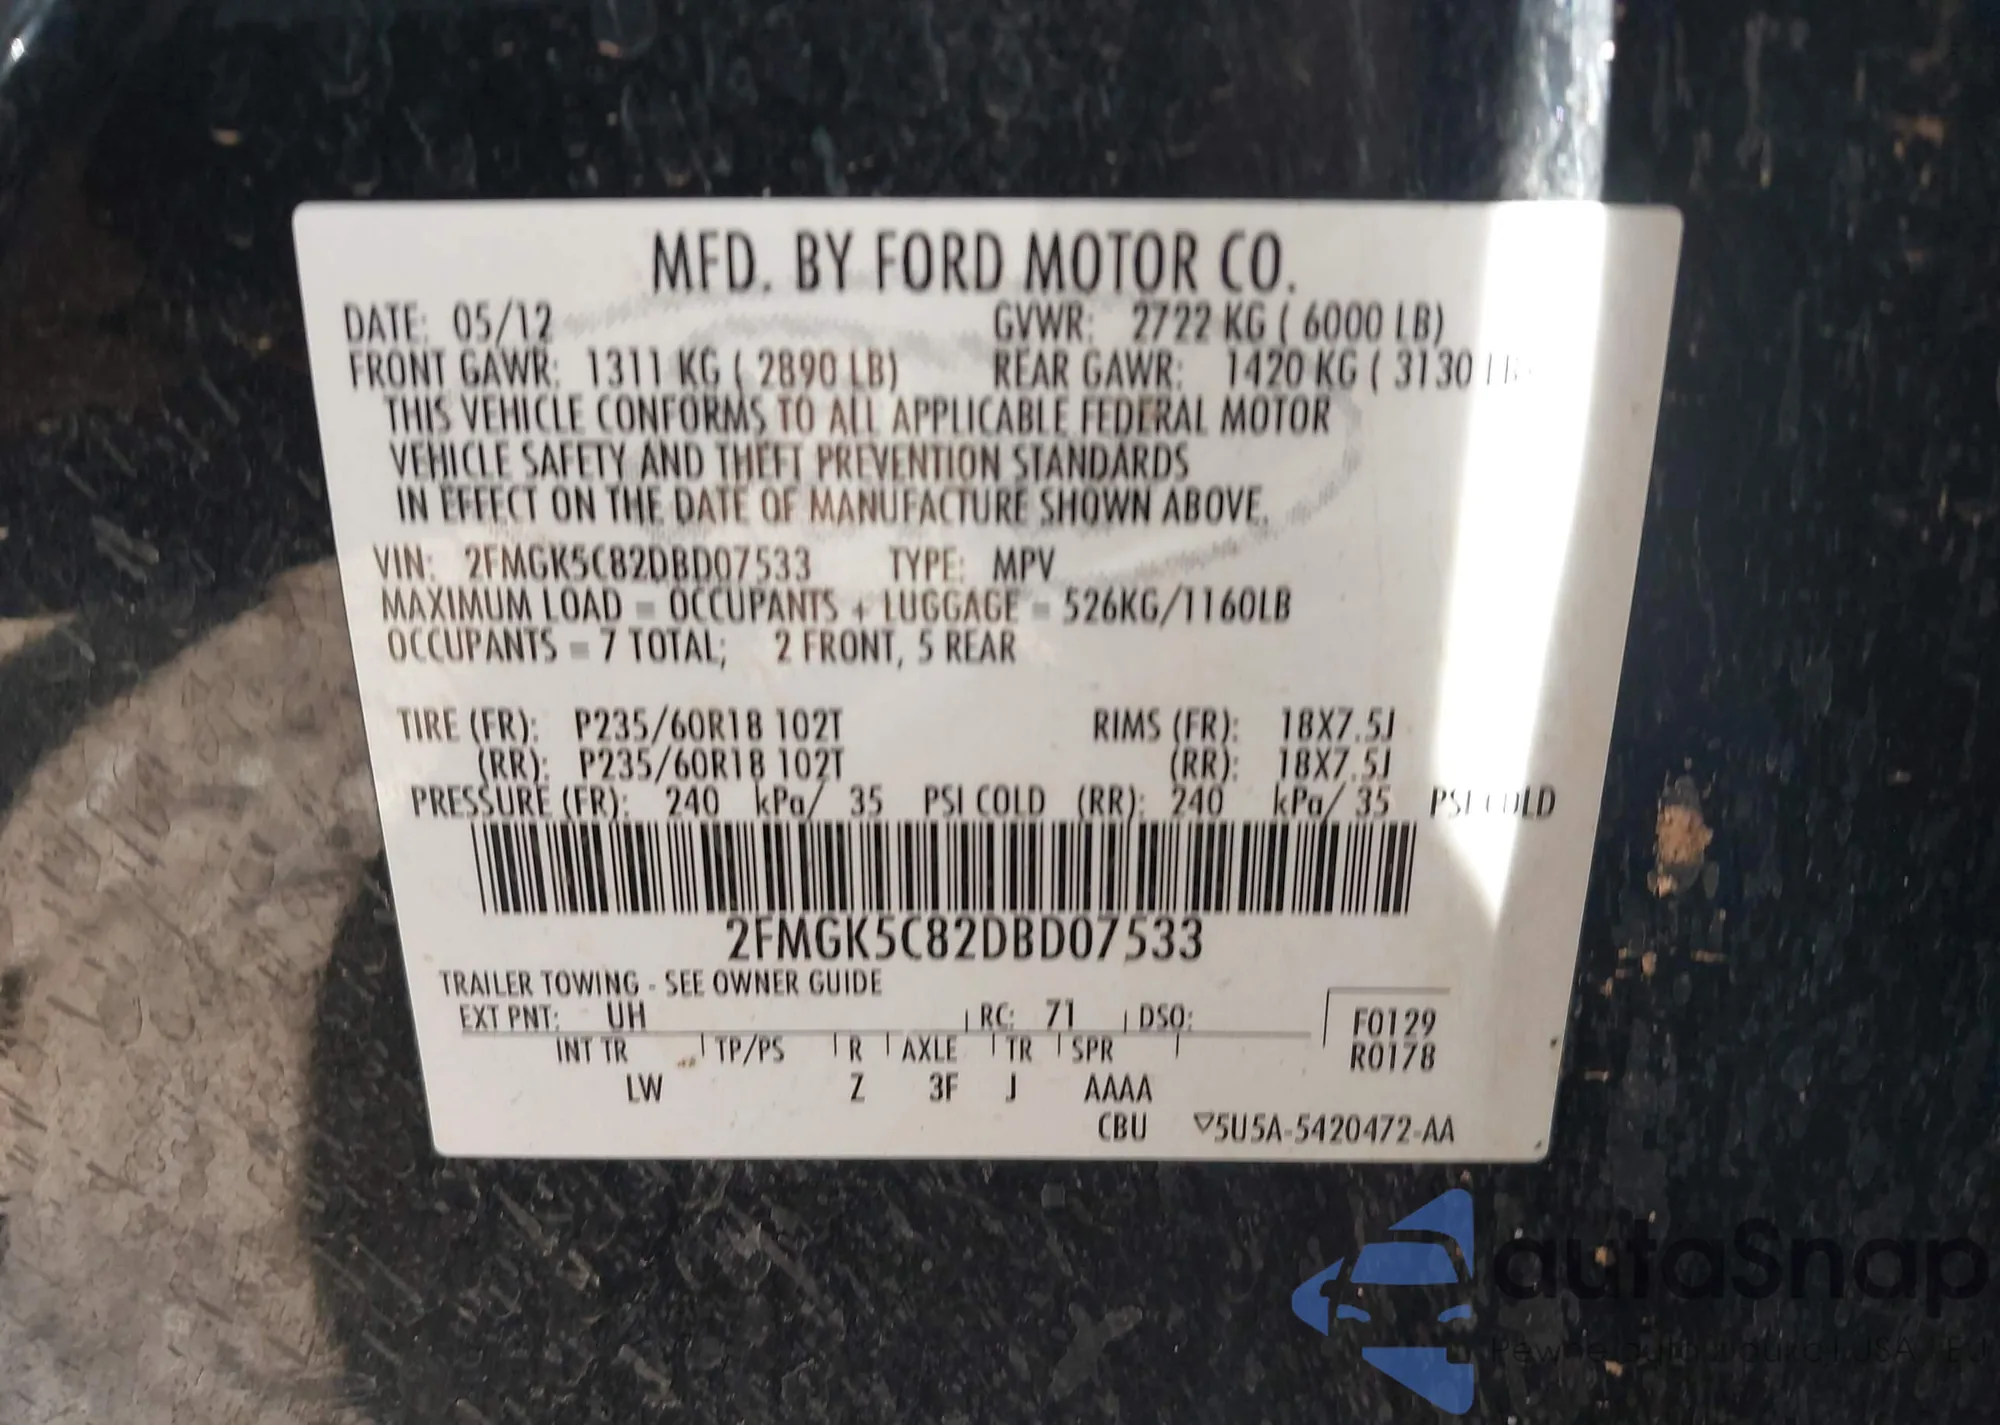 MFD. BY FORD MOTOR CO.
DATE: 05/12 GVWR: 2722 KG ( 6000 LB)
FRONT GAWR: 1311 KG ( 2890 LB) REAR GAWR: 1420 KG ( 3130 LB)
THIS VEHICLE CONFORMS TO ALL APPLICABLE FEDERAL MOTOR
VEHICLE SAFETY AND THEFT PREVENTION STANDARDS
IN EFFECT ON THE DATE OF MANUFACTURE SHOWN ABOVE.
VIN: 2FMGK5C82DBD07533 TYPE: MPV
MAXIMUM LOAD = OCCUPANTS + LUGGAGE = 526KG/1160LB
OCCUPANTS = 7 TOTAL; 2 FRONT, 5 REAR
TIRE (FR): P235/60R18 102T RIMS (FR): 18X7.5J
(RR): P235/60R18 102T (RR): 18X7.5J
PRESSURE (FR): 240 kPa/ 35 PSI COLD (RR): 240 kPa/ 35 PSI COLD
2FMGK5C82DBD07533
TRAILER TOWING - SEE OWNER GUIDE
EXT PNT: UH RC: 71 DSO: F0129
INT TR TP/PS R AXLE TR SPR R0178
LW Z 3F J AAAA
CBU ▽5U5A-5420472-AA
autoSnap